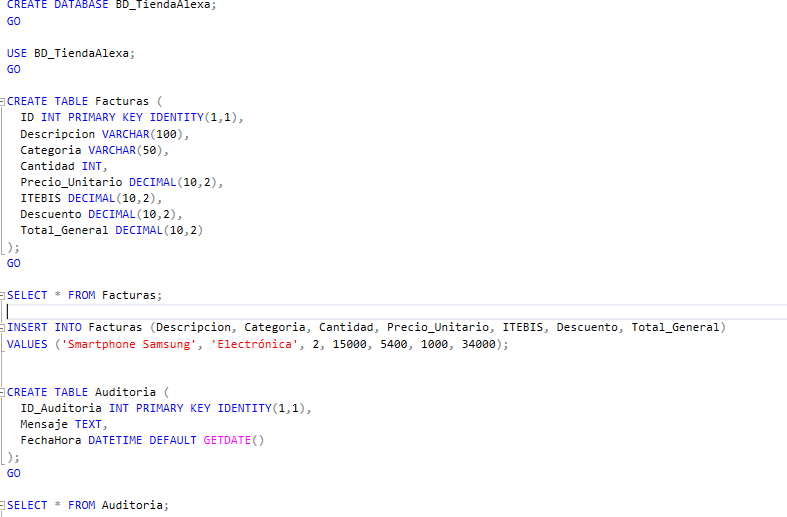 CREATE DATABASE BD_TiendaAlexa;
GO
USE BD_TiendaAlexa;
GO
CREATE TABLE Facturas (
ID INT PRIMARY KEY IDENTITY(1,1),
Descripcion VARCHAR(100),
Categoria VARCHAR(50),
Cantidad INT,
Precio_Unitario DECIMAL(10,2),
ITEBIS DECIMAL(10,2),
Descuento DECIMAL(10,2),
Total_General DECIMAL(10,2)
);
GO
SELECT * FROM Facturas;
INSERT INTO Facturas (Descripcion, Categoria, Cantidad, Precio_Unitario, ITEBIS, Descuento, Total_General)
VALUES ('Smartphone Samsung', 'Electrónica', 2, 15000, 5400, 1000, 34000);
CREATE TABLE Auditoria (
ID_Auditoria INT PRIMARY KEY IDENTITY(1,1),
Mensaje TEXT,
FechaHora DATETIME DEFAULT GETDATE()
);
GO
SELECT * FROM Auditoria;